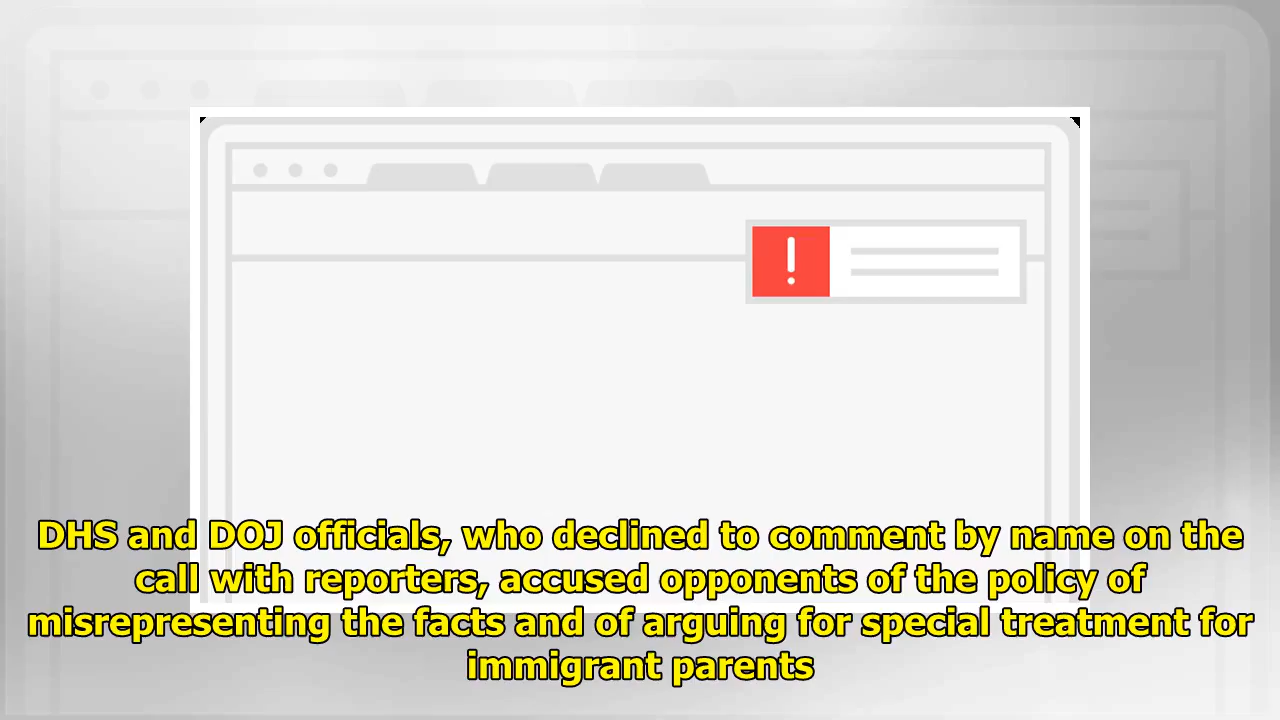 DHS and DOJ officials, who declined to comment by name on the
call with reporters, accused opponents of the policy of
misrepresenting the facts and of arguing for special treatment for
immigrant parents